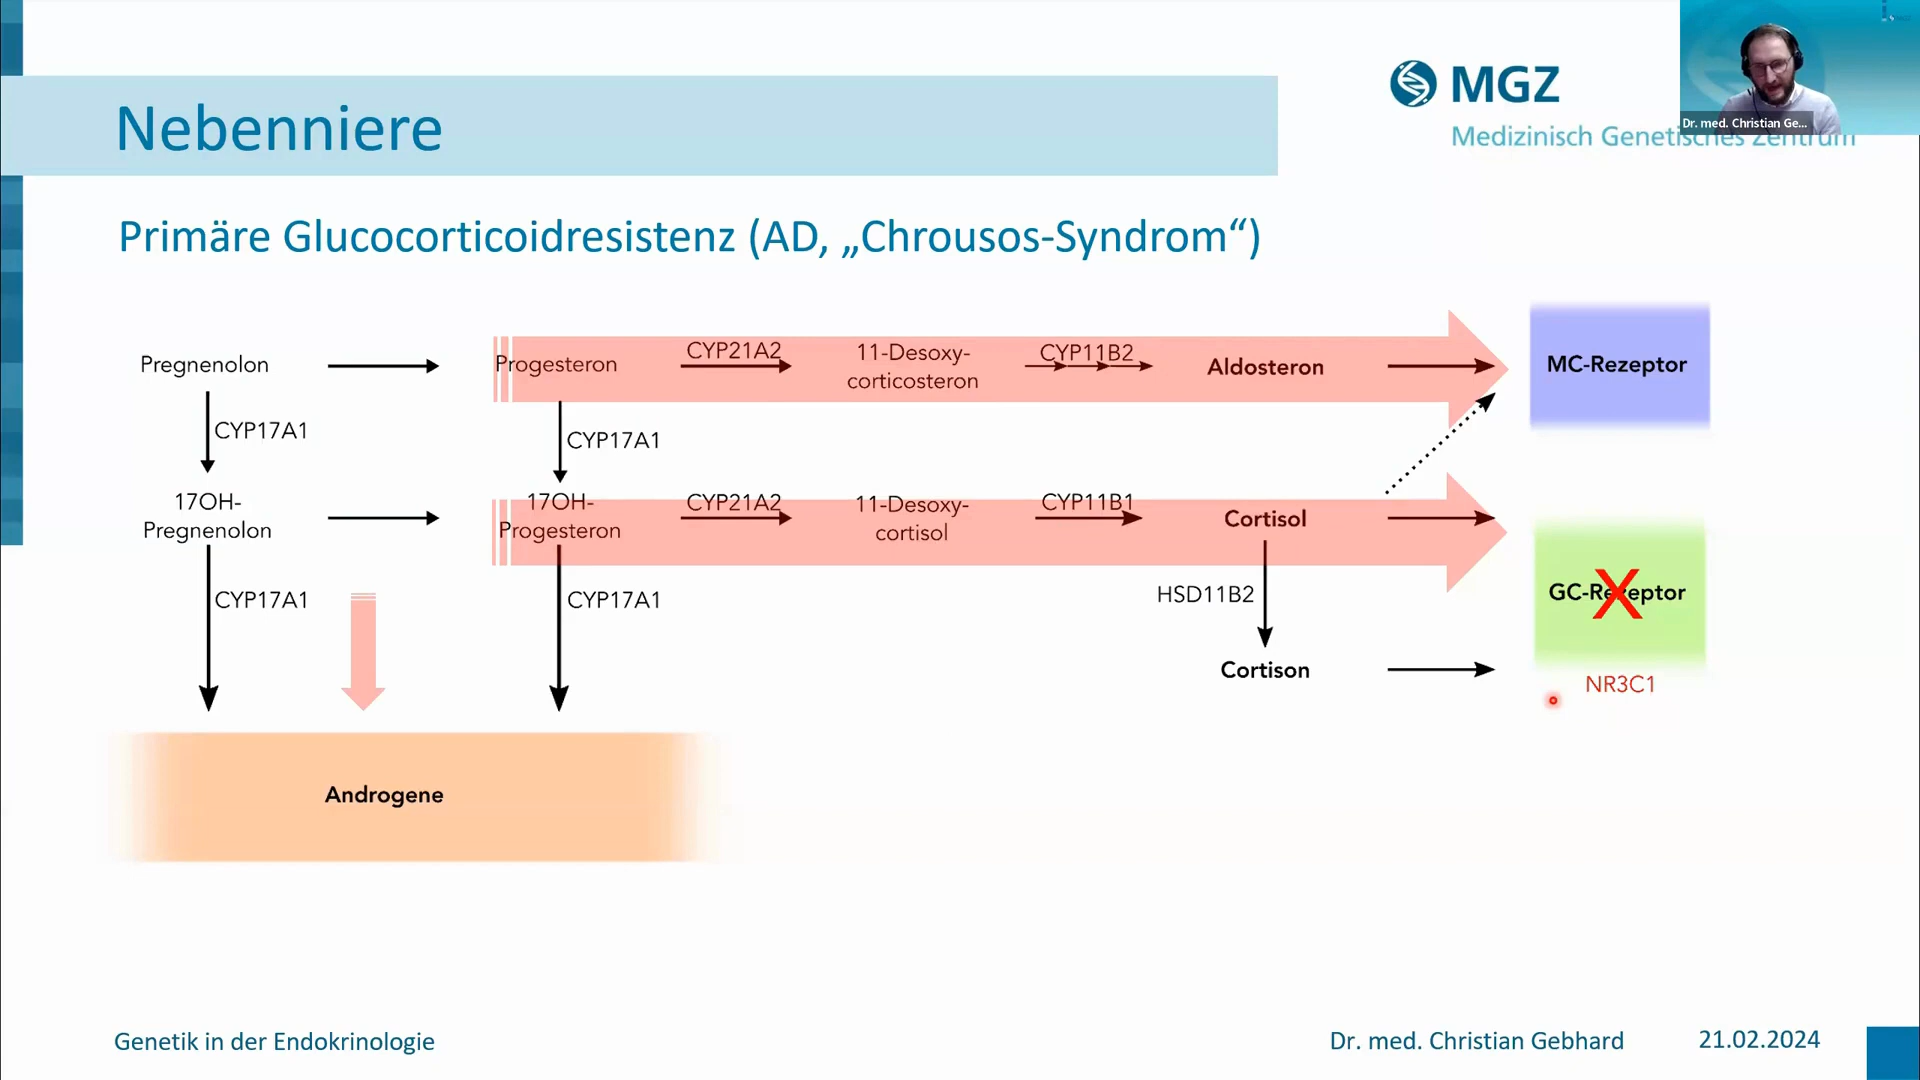 Nebenniere
MGZ
Medizinisch Genetisches Zentrum
Dr. med. Christian Ge...
Primäre Glucocorticoidresistenz (AD, „Chrousos-Syndrom“)
Pregnenolon
Progesteron
CYP21A2
11-Desoxy-
corticosteron
CYP11B2
Aldosteron
MC-Rezeptor
CYP17A1
CYP17A1
17OH-
Pregnenolon
17OH-
Progesteron
CYP21A2
11-Desoxy-
cortisol
CYP11B1
Cortisol
GC-Rezeptor
X
CYP17A1
CYP17A1
HSD11B2
Cortison
NR3C1
Androgene
Genetik in der Endokrinologie
Dr. med. Christian Gebhard
21.02.2024